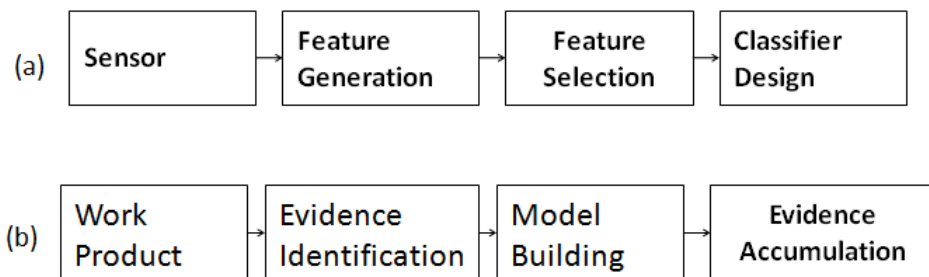 (a)
Sensor
Feature
Generation
Feature
Selection
Classifier
Design
(b)
Work
Product
Evidence
Identification
Model
Building
Evidence
Accumulation